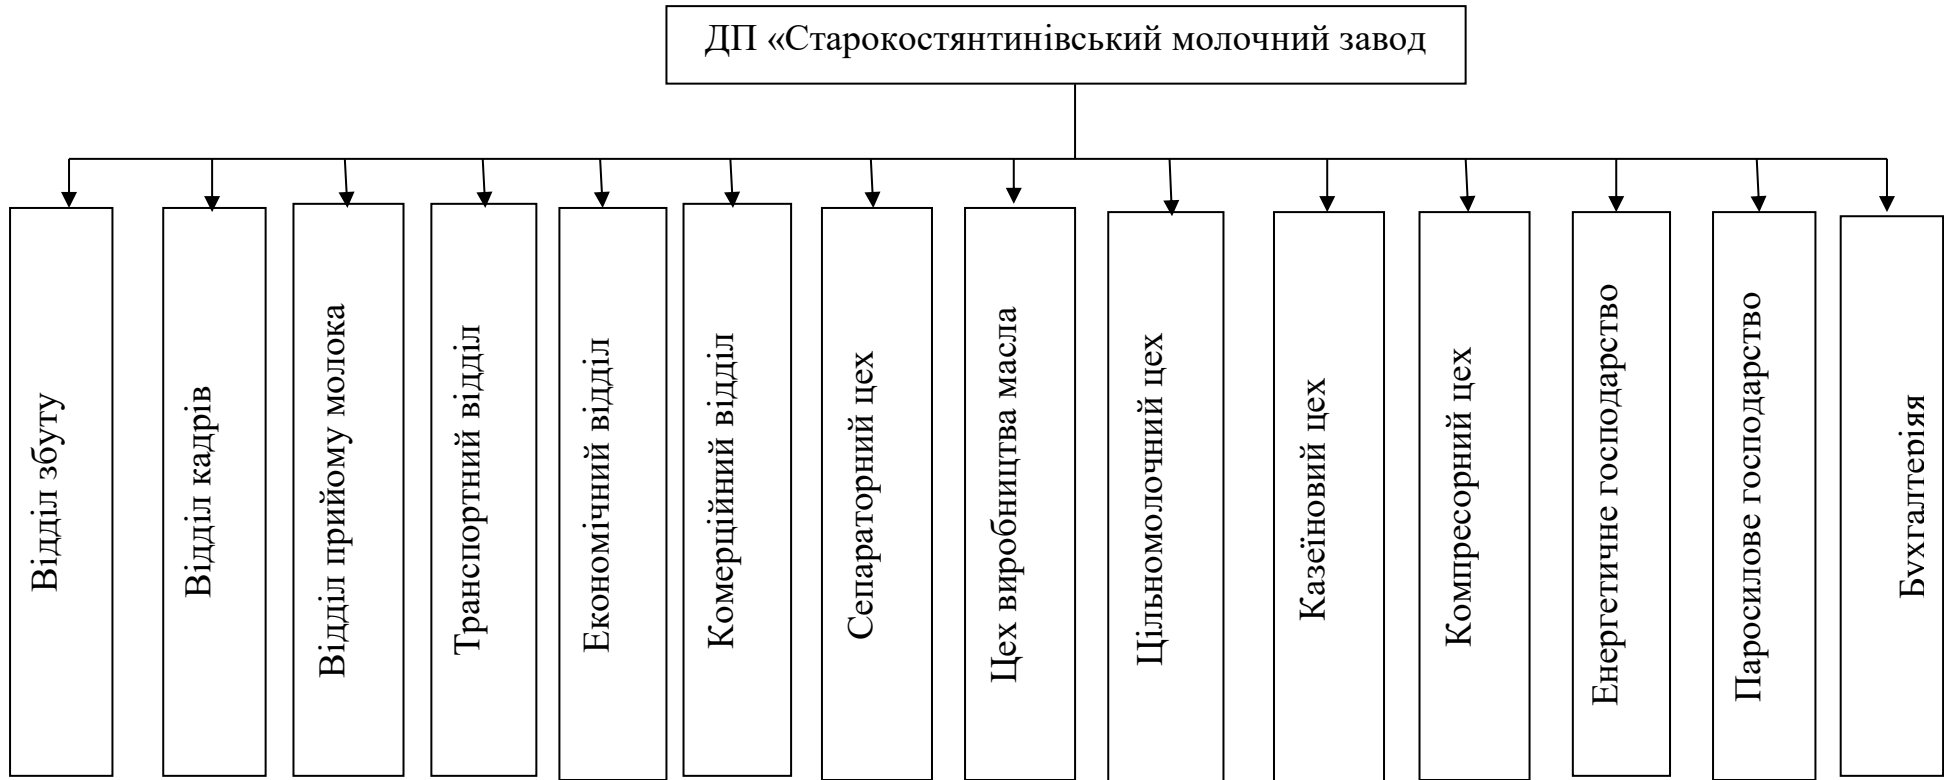 ДП «Старокостянтинівський молочний завод
Відділ збуту
Відділ кадрів
Відділ прийому молока
Транспортний відділ
Економічний відділ
Комерційний відділ
Сепараторний цех
Цех виробництва масла
Цільномолочний цех
Казеїновий цех
Компресорний цех
Енергетичне господарство
Паросилове господарство
Бухгалтеріяя